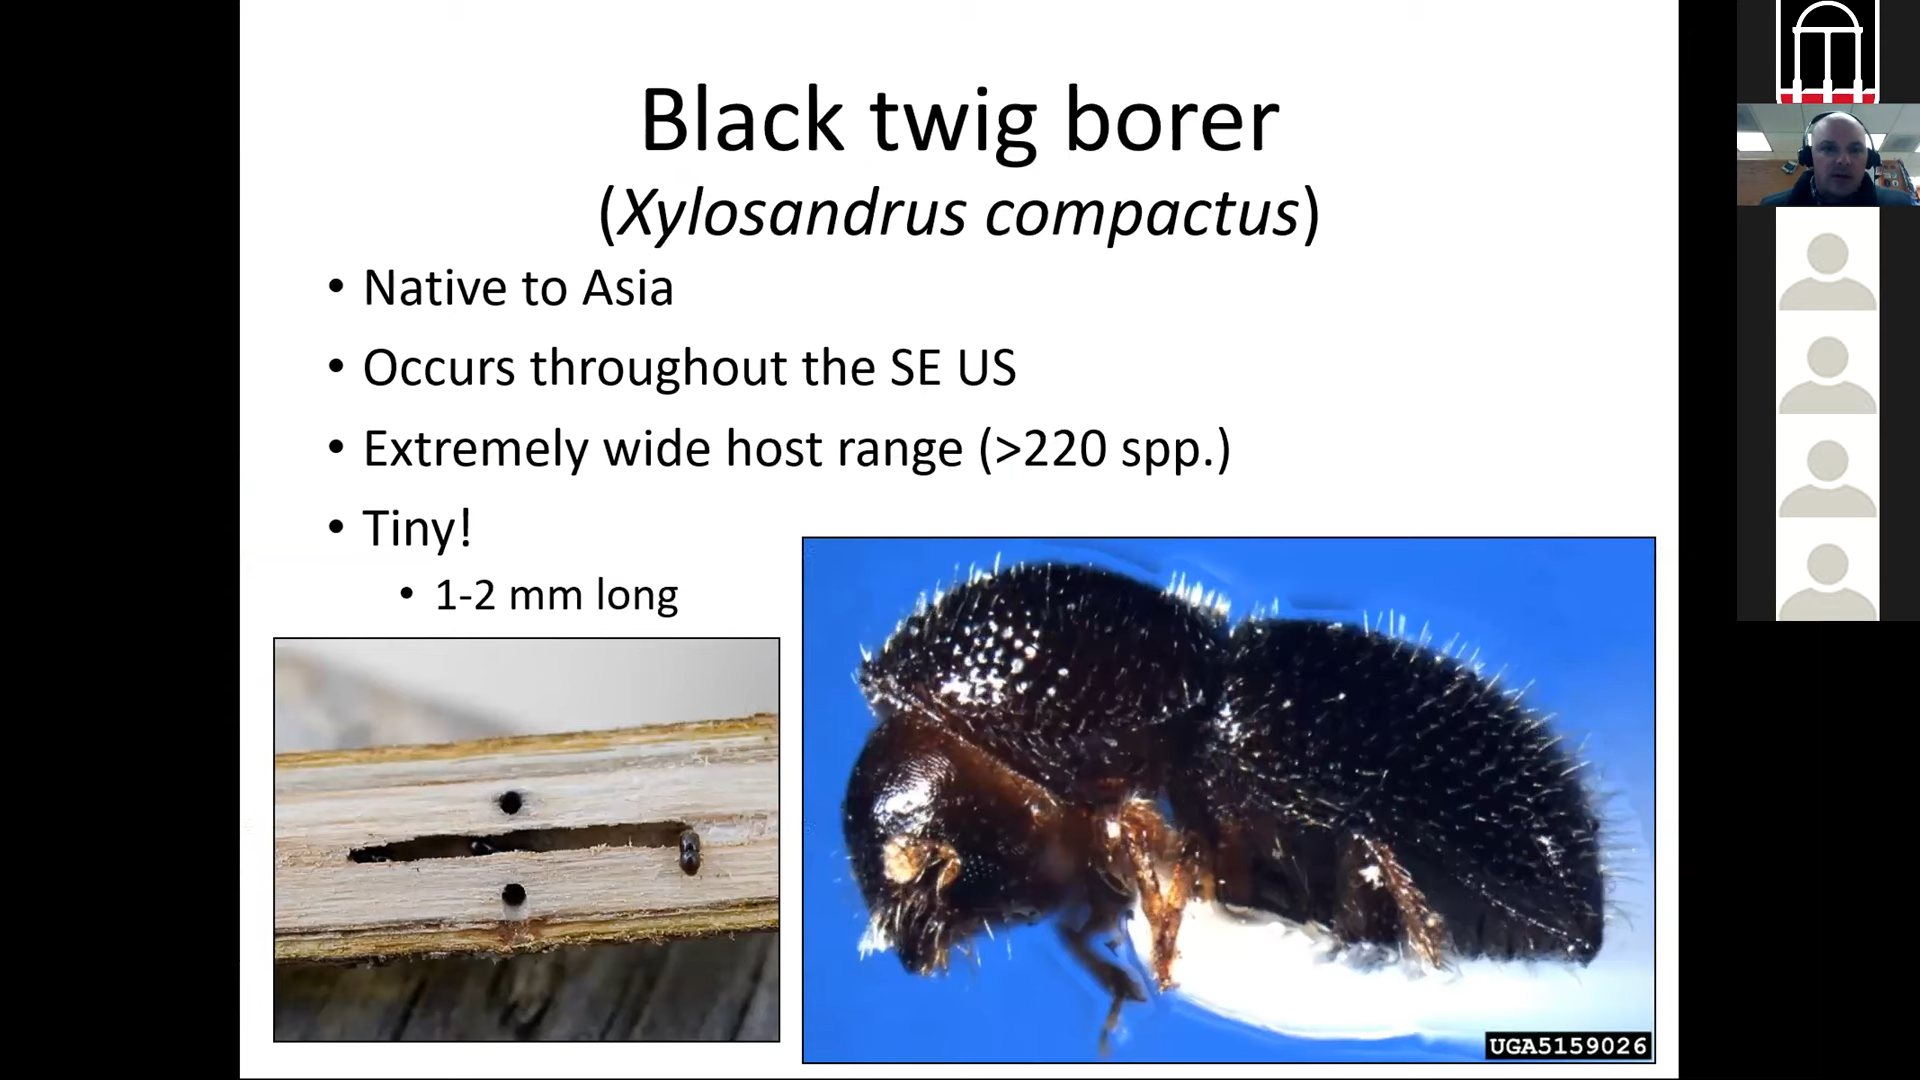 Black twig borer
(Xylosandrus compactus)
• Native to Asia
• Occurs throughout the SE US
• Extremely wide host range (>220 spp.)
• Tiny!
• 1-2 mm long
UGA5159026